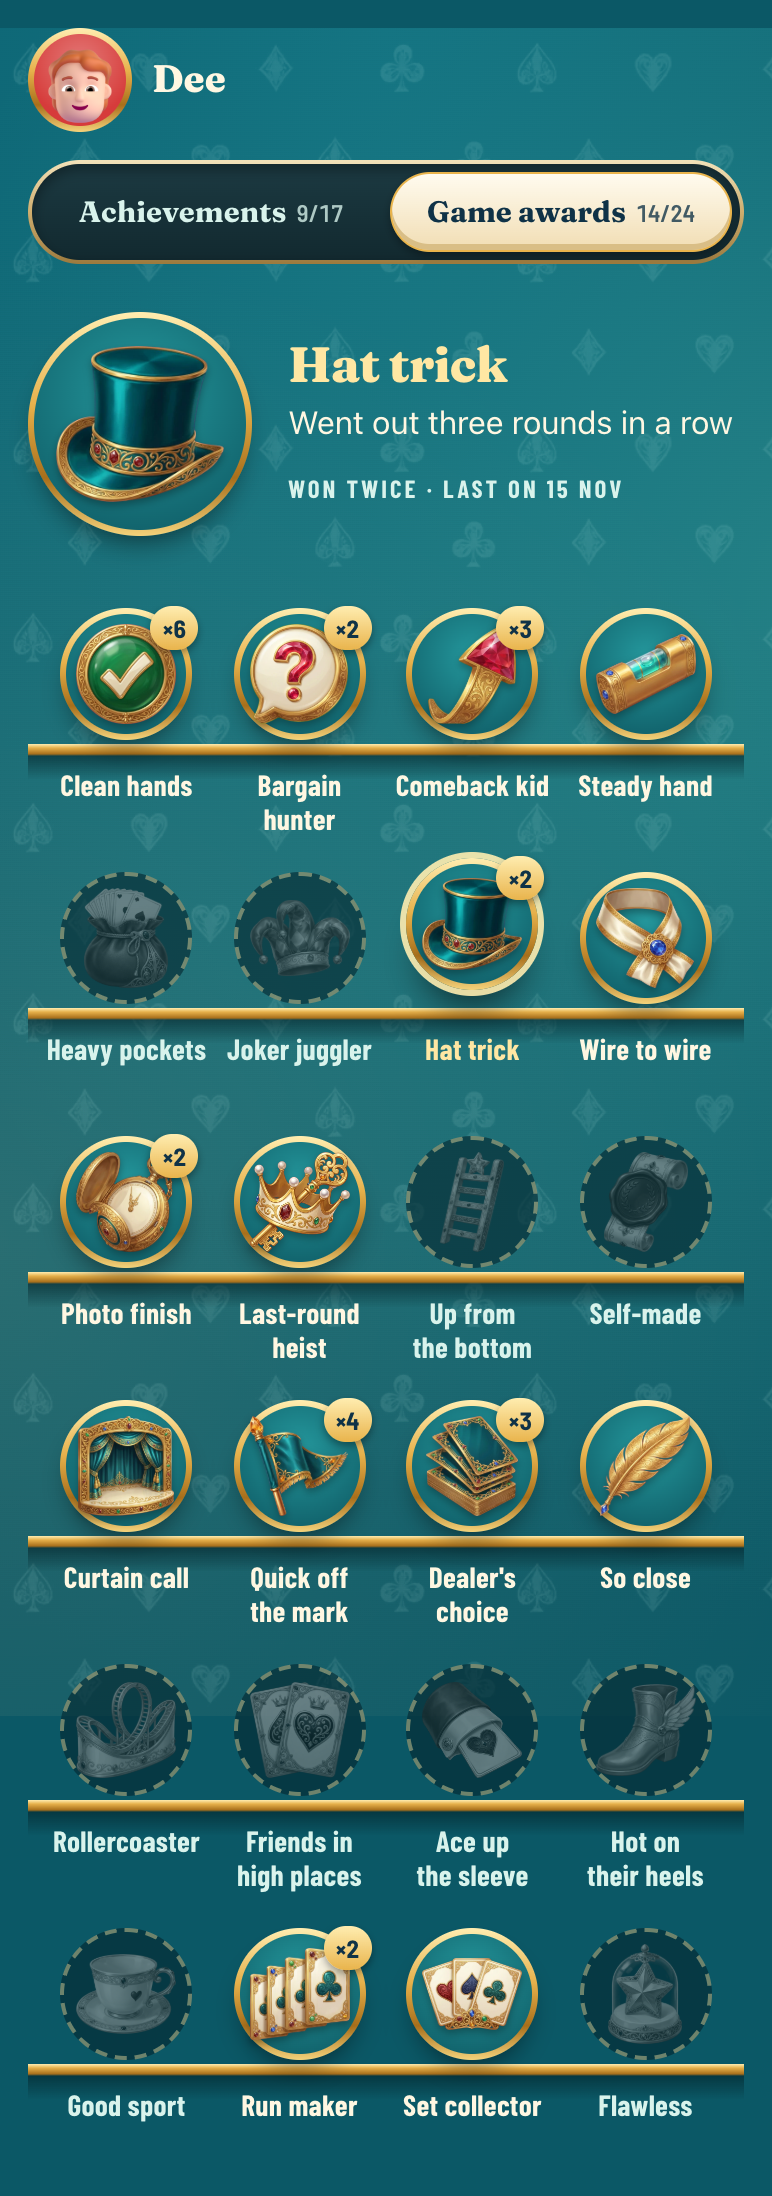 Dee
Achievements 9/17
Game awards 14/24
Hat trick
Went out three rounds in a row
WON TWICE · LAST ON 15 NOV
×6
×2
×3
Clean hands
Bargain
hunter
Comeback kid
Steady hand
×2
Heavy pockets
Joker juggler
Hat trick
Wire to wire
×2
Photo finish
Last-round
heist
Up from
the bottom
Self-made
×4
×3
Curtain call
Quick off
the mark
Dealer's
choice
So close
Rollercoaster
Friends in
high places
Ace up
the sleeve
Hot on
their heels
×2
Good sport
Run maker
Set collector
Flawless